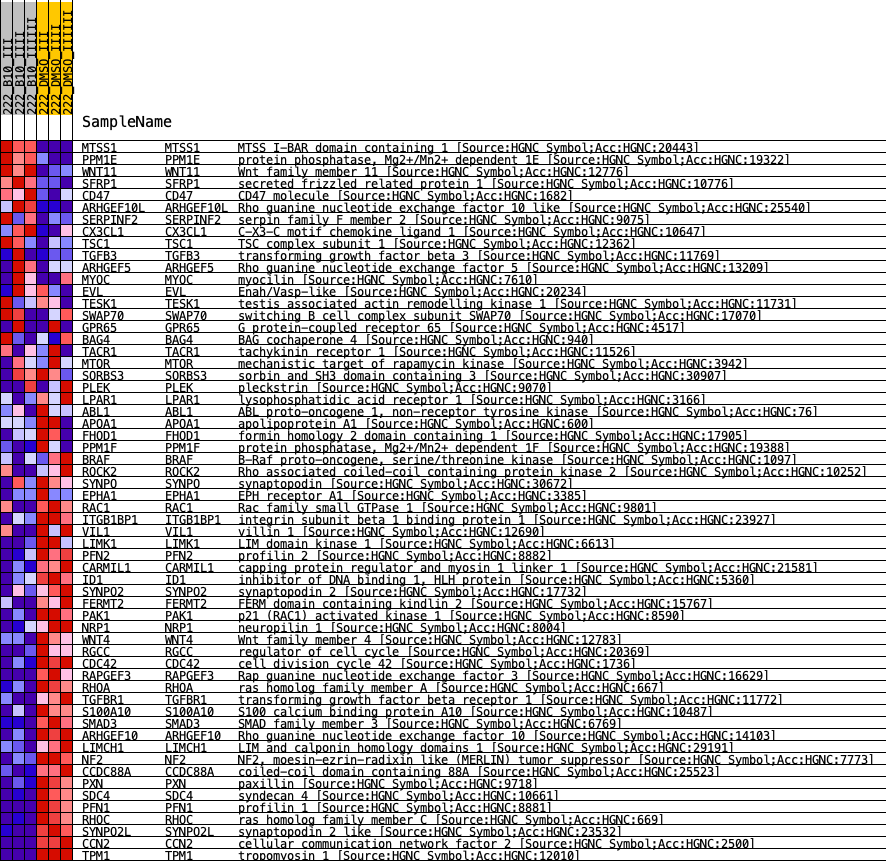 222_B10_III
222_B10_IIII
222_B10_IIIIII
222_DMSO_III
222_DMSO_IIII
222_DMSO_IIIIII
SampleName
MTSS1 MTSS1 MTSS I-BAR domain containing 1 [Source:HGNC Symbol;Acc:HGNC:20443]
PPM1E PPM1E protein phosphatase, Mg2+/Mn2+ dependent 1E [Source:HGNC Symbol;Acc:HGNC:19322]
WNT11 WNT11 Wnt family member 11 [Source:HGNC Symbol;Acc:HGNC:12776]
SFRP1 SFRP1 secreted frizzled related protein 1 [Source:HGNC Symbol;Acc:HGNC:10776]
CD47 CD47 CD47 molecule [Source:HGNC Symbol;Acc:HGNC:1682]
ARHGEF10L ARHGEF10L Rho guanine nucleotide exchange factor 10 like [Source:HGNC Symbol;Acc:HGNC:25540]
SERPINF2 SERPINF2 serpin family F member 2 [Source:HGNC Symbol;Acc:HGNC:9075]
CX3CL1 CX3CL1 C-X3-C motif chemokine ligand 1 [Source:HGNC Symbol;Acc:HGNC:10647]
TSC1 TSC1 TSC complex subunit 1 [Source:HGNC Symbol;Acc:HGNC:12362]
TGFB3 TGFB3 transforming growth factor beta 3 [Source:HGNC Symbol;Acc:HGNC:11769]
ARHGEF5 ARHGEF5 Rho guanine nucleotide exchange factor 5 [Source:HGNC Symbol;Acc:HGNC:13209]
MYOC MYOC myocilin [Source:HGNC Symbol;Acc:HGNC:7610]
EVL EVL Enah/Vasp-like [Source:HGNC Symbol;Acc:HGNC:20234]
TESK1 TESK1 testis associated actin remodelling kinase 1 [Source:HGNC Symbol;Acc:HGNC:11731]
SWAP70 SWAP70 switching B cell complex subunit SWAP70 [Source:HGNC Symbol;Acc:HGNC:17070]
GPR65 GPR65 G protein-coupled receptor 65 [Source:HGNC Symbol;Acc:HGNC:4517]
BAG4 BAG4 BAG cochaperone 4 [Source:HGNC Symbol;Acc:HGNC:940]
TACR1 TACR1 tachykinin receptor 1 [Source:HGNC Symbol;Acc:HGNC:11526]
MTOR MTOR mechanistic target of rapamycin kinase [Source:HGNC Symbol;Acc:HGNC:3942]
SORBS3 SORBS3 sorbin and SH3 domain containing 3 [Source:HGNC Symbol;Acc:HGNC:30907]
PLEK PLEK pleckstrin [Source:HGNC Symbol;Acc:HGNC:9070]
LPAR1 LPAR1 lysophosphatidic acid receptor 1 [Source:HGNC Symbol;Acc:HGNC:3166]
ABL1 ABL1 ABL proto-oncogene 1, non-receptor tyrosine kinase [Source:HGNC Symbol;Acc:HGNC:76]
APOA1 APOA1 apolipoprotein A1 [Source:HGNC Symbol;Acc:HGNC:600]
FHOD1 FHOD1 formin homology 2 domain containing 1 [Source:HGNC Symbol;Acc:HGNC:17905]
PPM1F PPM1F protein phosphatase, Mg2+/Mn2+ dependent 1F [Source:HGNC Symbol;Acc:HGNC:19388]
BRAF BRAF B-Raf proto-oncogene, serine/threonine kinase [Source:HGNC Symbol;Acc:HGNC:1097]
ROCK2 ROCK2 Rho associated coiled-coil containing protein kinase 2 [Source:HGNC Symbol;Acc:HGNC:10252]
SYNPO SYNPO synaptopodin [Source:HGNC Symbol;Acc:HGNC:30672]
EPHA1 EPHA1 EPH receptor A1 [Source:HGNC Symbol;Acc:HGNC:3385]
RAC1 RAC1 Rac family small GTPase 1 [Source:HGNC Symbol;Acc:HGNC:9801]
ITGB1BP1 ITGB1BP1 integrin subunit beta 1 binding protein 1 [Source:HGNC Symbol;Acc:HGNC:23927]
VIL1 VIL1 villin 1 [Source:HGNC Symbol;Acc:HGNC:12690]
LIMK1 LIMK1 LIM domain kinase 1 [Source:HGNC Symbol;Acc:HGNC:6613]
PFN2 PFN2 profilin 2 [Source:HGNC Symbol;Acc:HGNC:8882]
CARMIL1 CARMIL1 capping protein regulator and myosin 1 linker 1 [Source:HGNC Symbol;Acc:HGNC:21581]
ID1 ID1 inhibitor of DNA binding 1, HLH protein [Source:HGNC Symbol;Acc:HGNC:5360]
SYNPO2 SYNPO2 synaptopodin 2 [Source:HGNC Symbol;Acc:HGNC:17732]
FERMT2 FERMT2 FERM domain containing kindlin 2 [Source:HGNC Symbol;Acc:HGNC:15767]
PAK1 PAK1 p21 (RAC1) activated kinase 1 [Source:HGNC Symbol;Acc:HGNC:8590]
NRP1 NRP1 neuropilin 1 [Source:HGNC Symbol;Acc:HGNC:8004]
WNT4 WNT4 Wnt family member 4 [Source:HGNC Symbol;Acc:HGNC:12783]
RGCC RGCC regulator of cell cycle [Source:HGNC Symbol;Acc:HGNC:20369]
CDC42 CDC42 cell division cycle 42 [Source:HGNC Symbol;Acc:HGNC:1736]
RAPGEF3 RAPGEF3 Rap guanine nucleotide exchange factor 3 [Source:HGNC Symbol;Acc:HGNC:16629]
RHOA RHOA ras homolog family member A [Source:HGNC Symbol;Acc:HGNC:667]
TGFBR1 TGFBR1 transforming growth factor beta receptor 1 [Source:HGNC Symbol;Acc:HGNC:11772]
S100A10 S100A10 S100 calcium binding protein A10 [Source:HGNC Symbol;Acc:HGNC:10487]
SMAD3 SMAD3 SMAD family member 3 [Source:HGNC Symbol;Acc:HGNC:6769]
ARHGEF10 ARHGEF10 Rho guanine nucleotide exchange factor 10 [Source:HGNC Symbol;Acc:HGNC:14103]
LIMCH1 LIMCH1 LIM and calponin homology domains 1 [Source:HGNC Symbol;Acc:HGNC:29191]
NF2 NF2 NF2, moesin-ezrin-radixin like (MERLIN) tumor suppressor [Source:HGNC Symbol;Acc:HGNC:7773]
CCDC88A CCDC88A coiled-coil domain containing 88A [Source:HGNC Symbol;Acc:HGNC:25523]
PXN PXN paxillin [Source:HGNC Symbol;Acc:HGNC:9718]
SDC4 SDC4 syndecan 4 [Source:HGNC Symbol;Acc:HGNC:10661]
PFN1 PFN1 profilin 1 [Source:HGNC Symbol;Acc:HGNC:8881]
RHOC RHOC ras homolog family member C [Source:HGNC Symbol;Acc:HGNC:669]
SYNPO2L SYNPO2L synaptopodin 2 like [Source:HGNC Symbol;Acc:HGNC:23532]
CCN2 CCN2 cellular communication network factor 2 [Source:HGNC Symbol;Acc:HGNC:2500]
TPM1 TPM1 tropomyosin 1 [Source:HGNC Symbol;Acc:HGNC:12010]